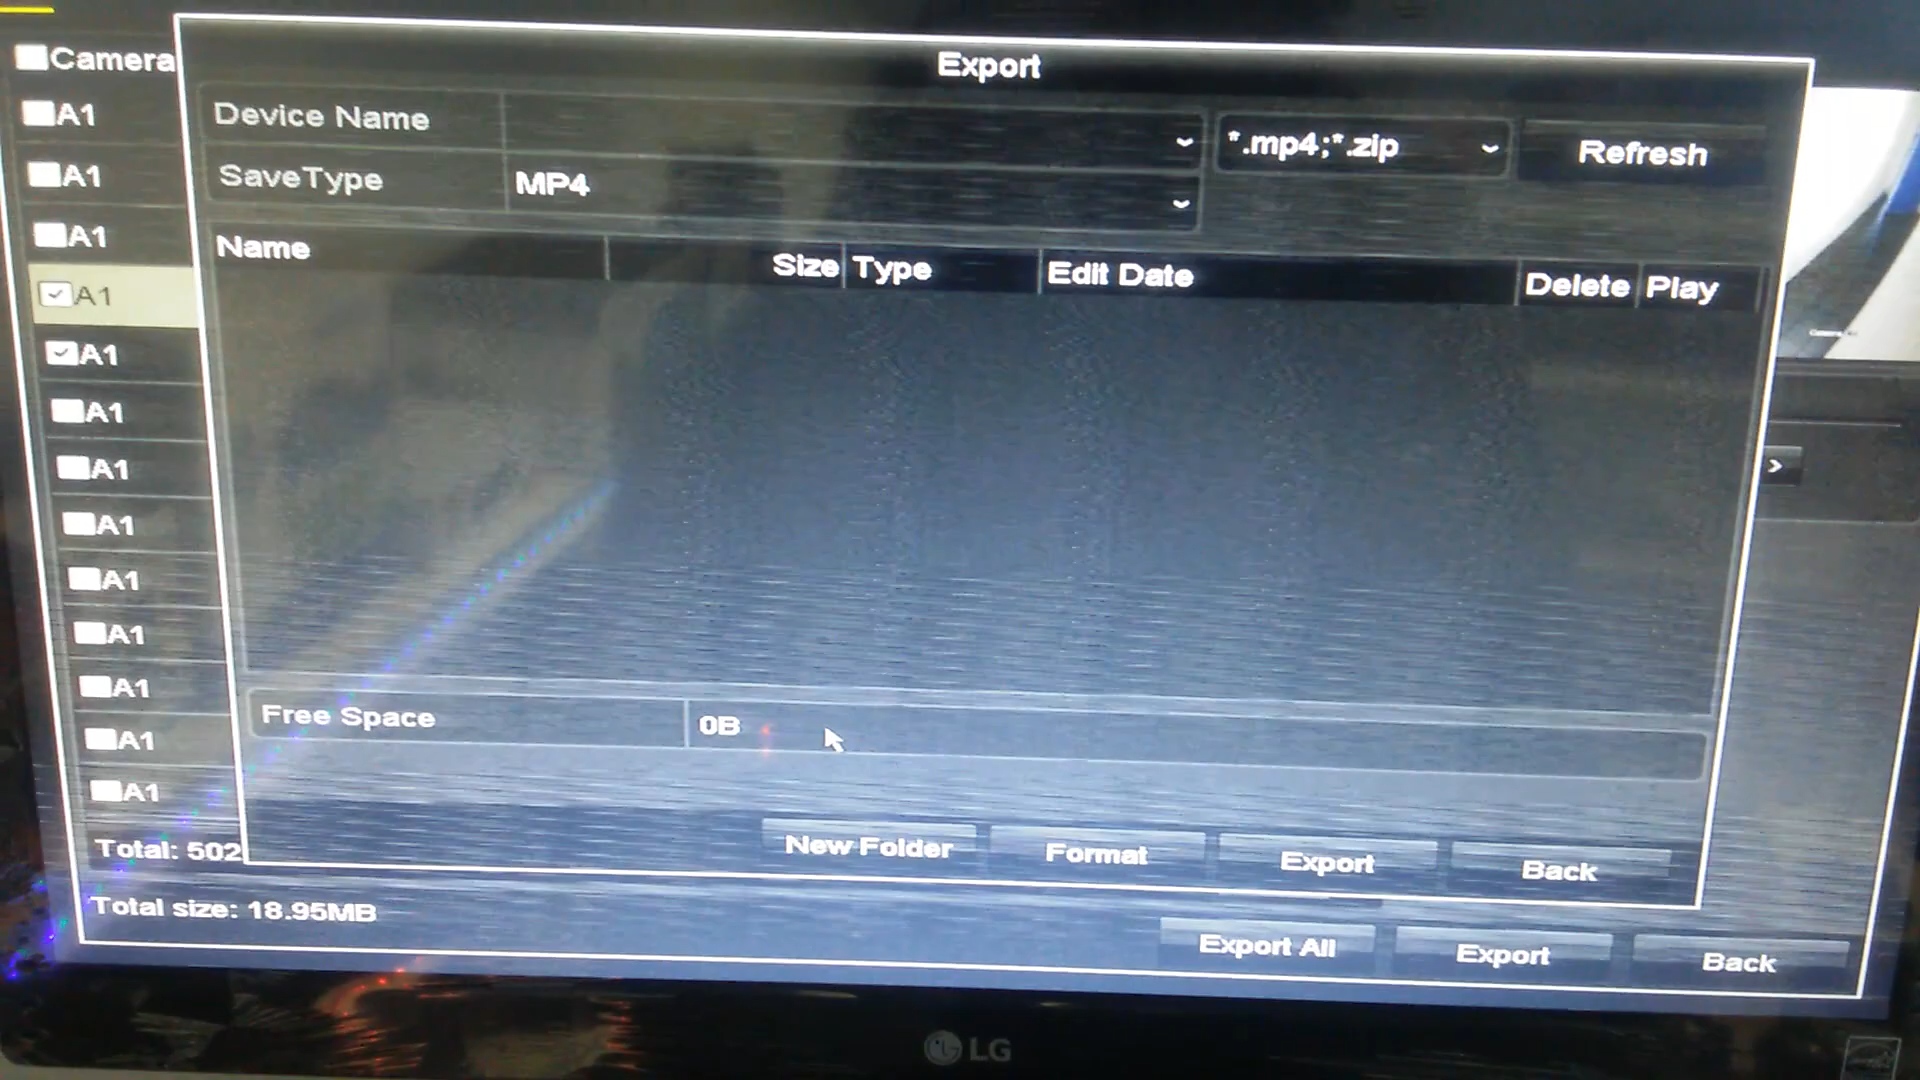 Export
Camera
Device Name
*.mp4;*.zip
Refresh
SaveType
MP4
Name
Size
Type
Edit Date
Delete
Play
A1
A1
A1
A1
A1
A1
A1
A1
A1
A1
A1
A1
A1
Free Space
0B
New Folder
Format
Export
Back
Total: 502
Total size: 18.95MB
Export All
Export
Back
LG